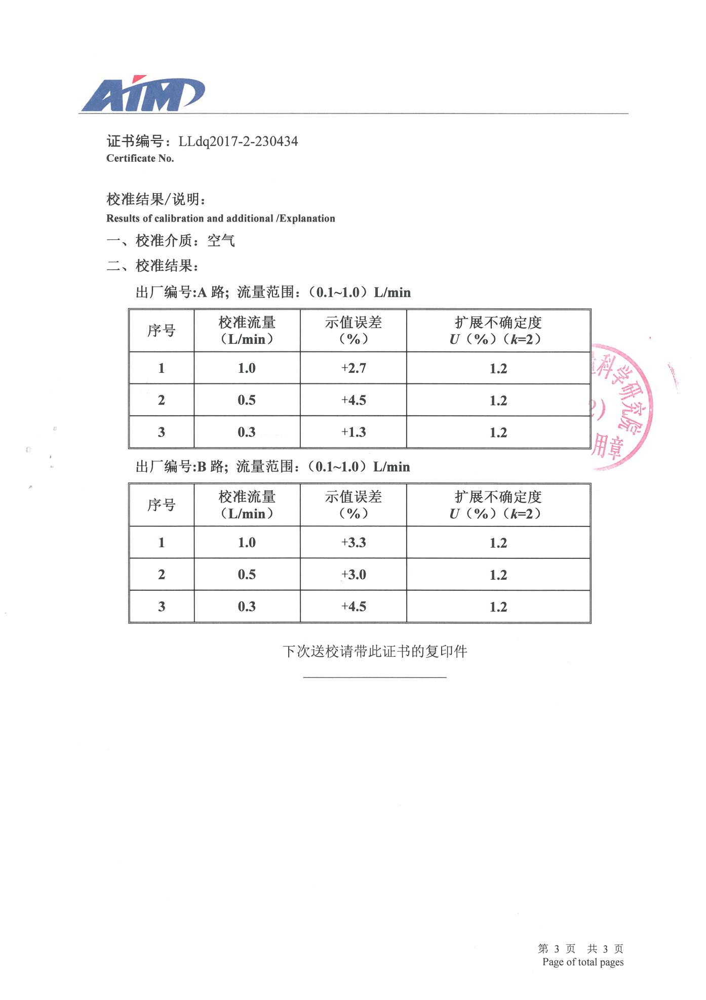 AIM
证书编号：LLdq2017-2-230434
Certificate No.
校准结果/说明：
Results of calibration and additional /Explanation
一、校准介质：空气
二、校准结果：
出厂编号:A 路; 流量范围：（0.1~1.0）L/min
序号 校准流量（L/min） 示值误差（%） 扩展不确定度 U（%）（k=2）
1 1.0 +2.7 1.2
2 0.5 +4.5 1.2
3 0.3 +1.3 1.2
量科学研究院
2）
用章
出厂编号:B 路; 流量范围：（0.1~1.0）L/min
序号 校准流量（L/min） 示值误差（%） 扩展不确定度 U（%）（k=2）
1 1.0 +3.3 1.2
2 0.5 +3.0 1.2
3 0.3 +4.5 1.2
下次送校请带此证书的复印件
第 3 页 共 3 页
Page of total pages